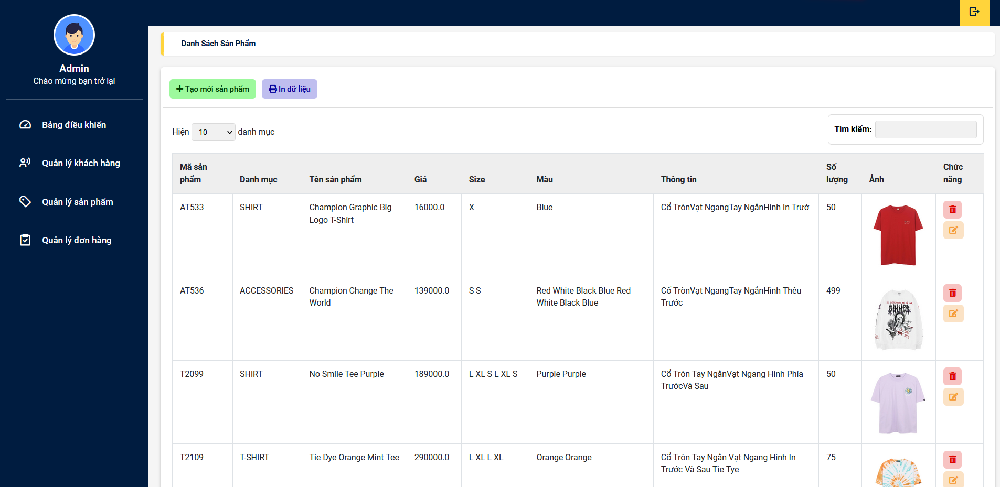 Admin
Chào mừng bạn trở lại
Bảng điều khiển
Quản lý khách hàng
Quản lý sản phẩm
Quản lý đơn hàng
Danh Sách Sản Phẩm
Tạo mới sản phẩm In dữ liệu
Hiện 10 danh mục Tìm kiếm:
Mã sản Số Chức
phẩm Danh mục Tên sản phẩm Giá Size Màu Thông tin lượng Ảnh năng
AT533 SHIRT Champion Graphic Big 16000.0 X Blue Cổ TrònVạt NgangTay NgắnHình In Trướ 50
Logo T-Shirt
AT536 ACCESSORIES Champion Change The 139000.0 S S Red White Black Blue Red Cổ TrònVạt NgangTay NgắnHình Thêu 499
World White Black Blue Trước
SINNER
T2099 SHIRT No Smile Tee Purple 189000.0 L XL S L XL S Purple Purple Cổ Tròn Tay NgắnVạt Ngang Hình Phía 50
TrướcVà Sau
T2109 T-SHIRT Tie Dye Orange Mint Tee 290000.0 L XL L XL Orange Orange Cổ Tròn Tay Ngắn Vạt Ngang Hình In 75
Trước Và Sau Tie Tye